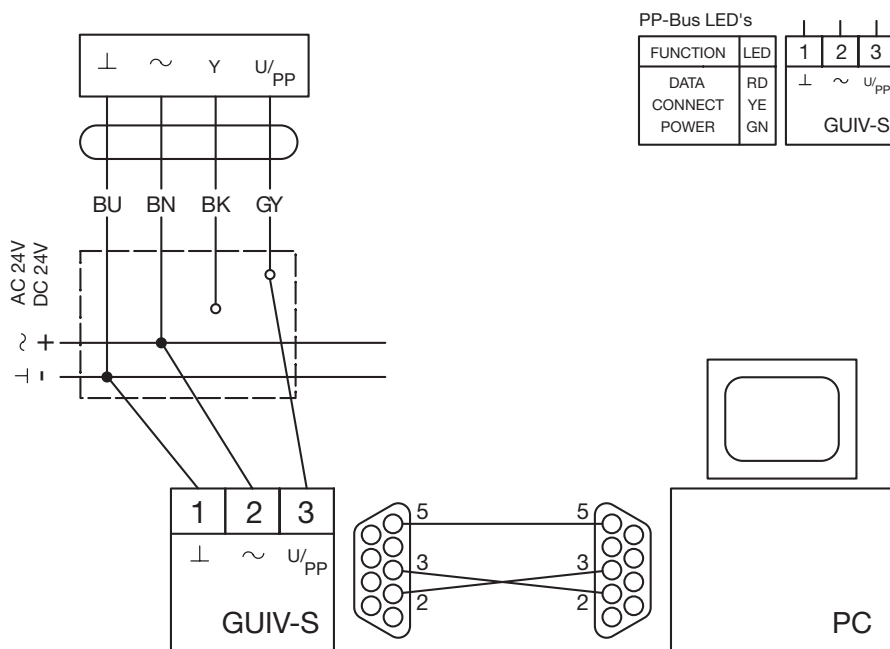 PP-Bus LED's
FUNCTION LED
DATA RD
CONNECT YE
POWER GN
1 2 3
⊥ ~ U/PP
GUIV-S
⊥ ~ Y U/PP
BU BN BK GY
AC 24V
DC 24V
~ +
⊥ -
1 2 3
⊥ ~ U/PP
GUIV-S
5 5
3 3
2 2
PC